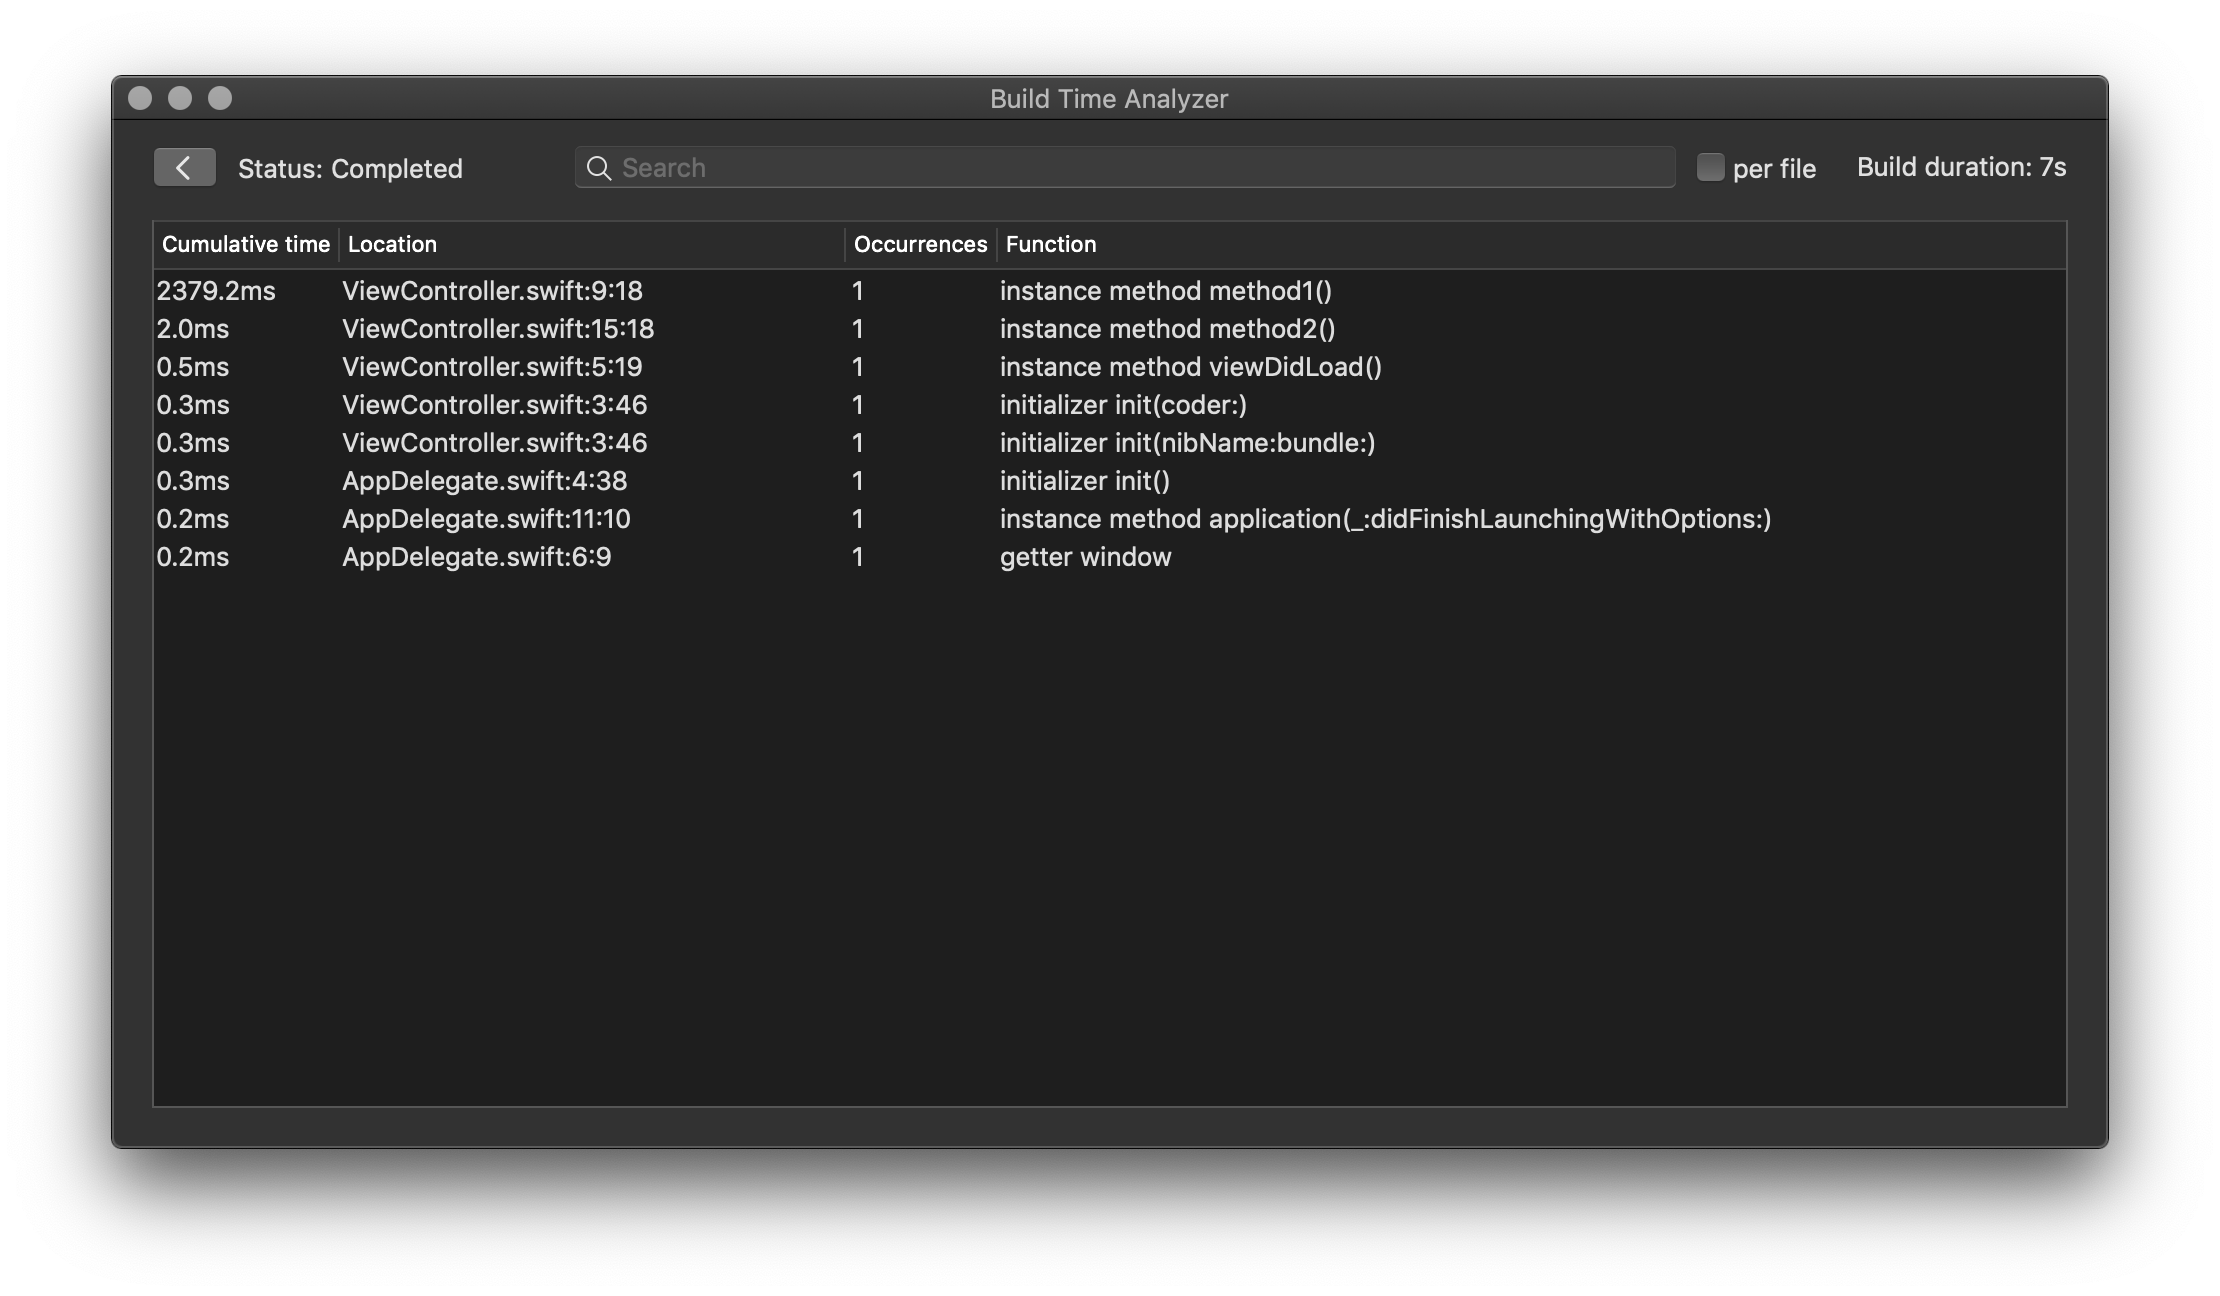 Build Time Analyzer
Status: Completed Search per file Build duration: 7s
Cumulative time Location Occurrences Function
2379.2ms ViewController.swift:9:18 1 instance method method1()
2.0ms ViewController.swift:15:18 1 instance method method2()
0.5ms ViewController.swift:5:19 1 instance method viewDidLoad()
0.3ms ViewController.swift:3:46 1 initializer init(coder:)
0.3ms ViewController.swift:3:46 1 initializer init(nibName:bundle:)
0.3ms AppDelegate.swift:4:38 1 initializer init()
0.2ms AppDelegate.swift:11:10 1 instance method application(_:didFinishLaunchingWithOptions:)
0.2ms AppDelegate.swift:6:9 1 getter window